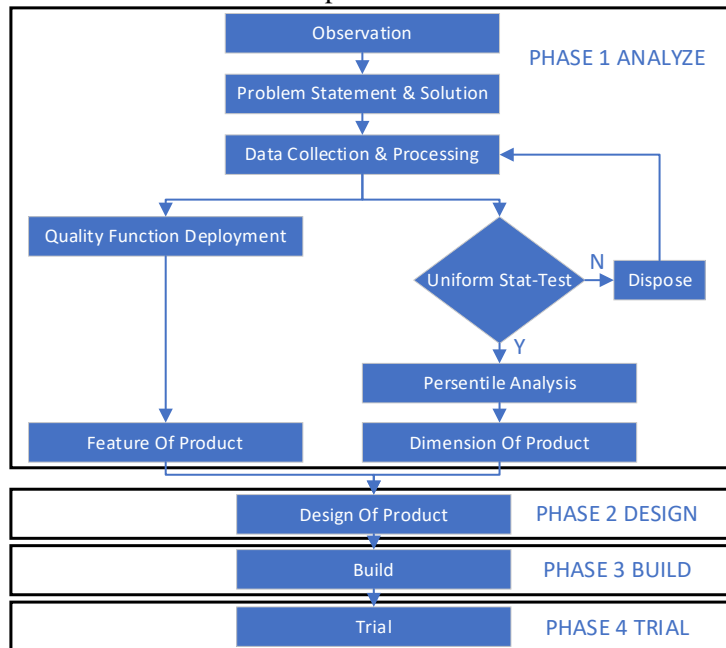 Observation
PHASE 1 ANALYZE
Problem Statement & Solution
Data Collection & Processing
Quality Function Deployment
Uniform Stat-Test
N
Dispose
Y
Persentile Analysis
Feature Of Product
Dimension Of Product
Design Of Product
PHASE 2 DESIGN
Build
PHASE 3 BUILD
Trial
PHASE 4 TRIAL